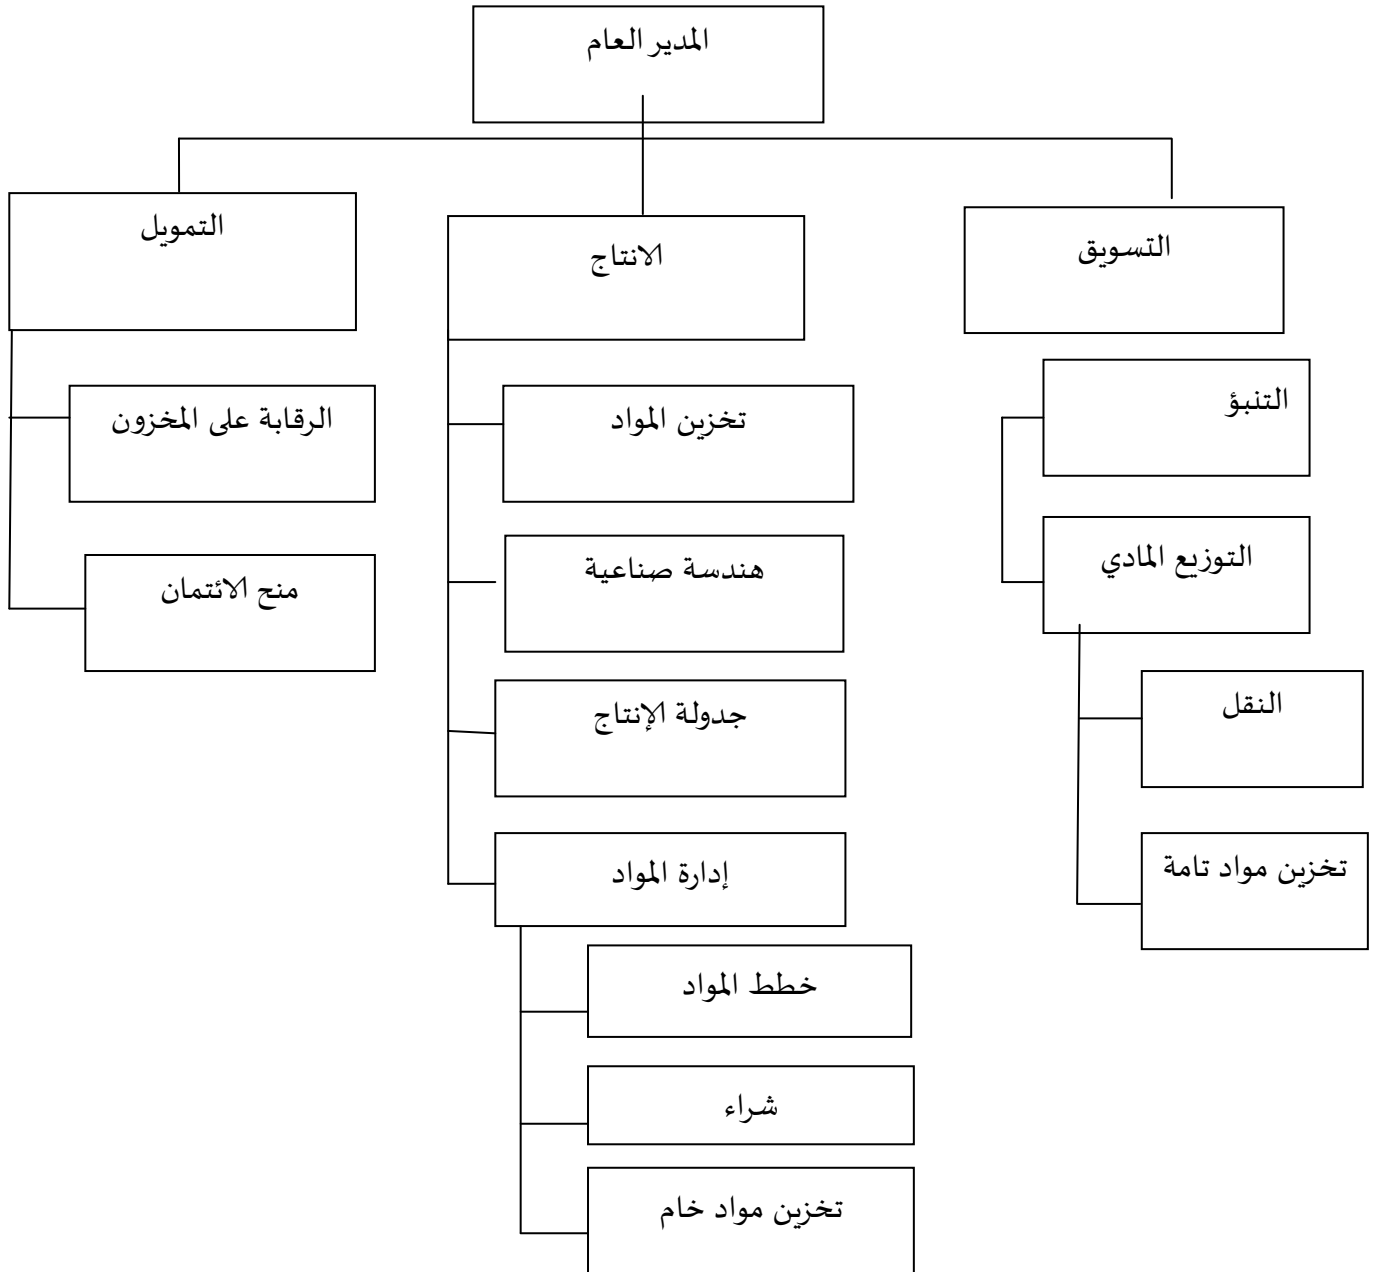 المدير العام
التسويق
الانتاج
التمويل
التنبؤ
التوزيع المادي
النقل
تخزين مواد تامة
تخزين المواد
هندسة صناعية
جدولة الإنتاج
إدارة المواد
خطط المواد
شراء
تخزين مواد خام
الرقابة على المخزون
منح الائتمان